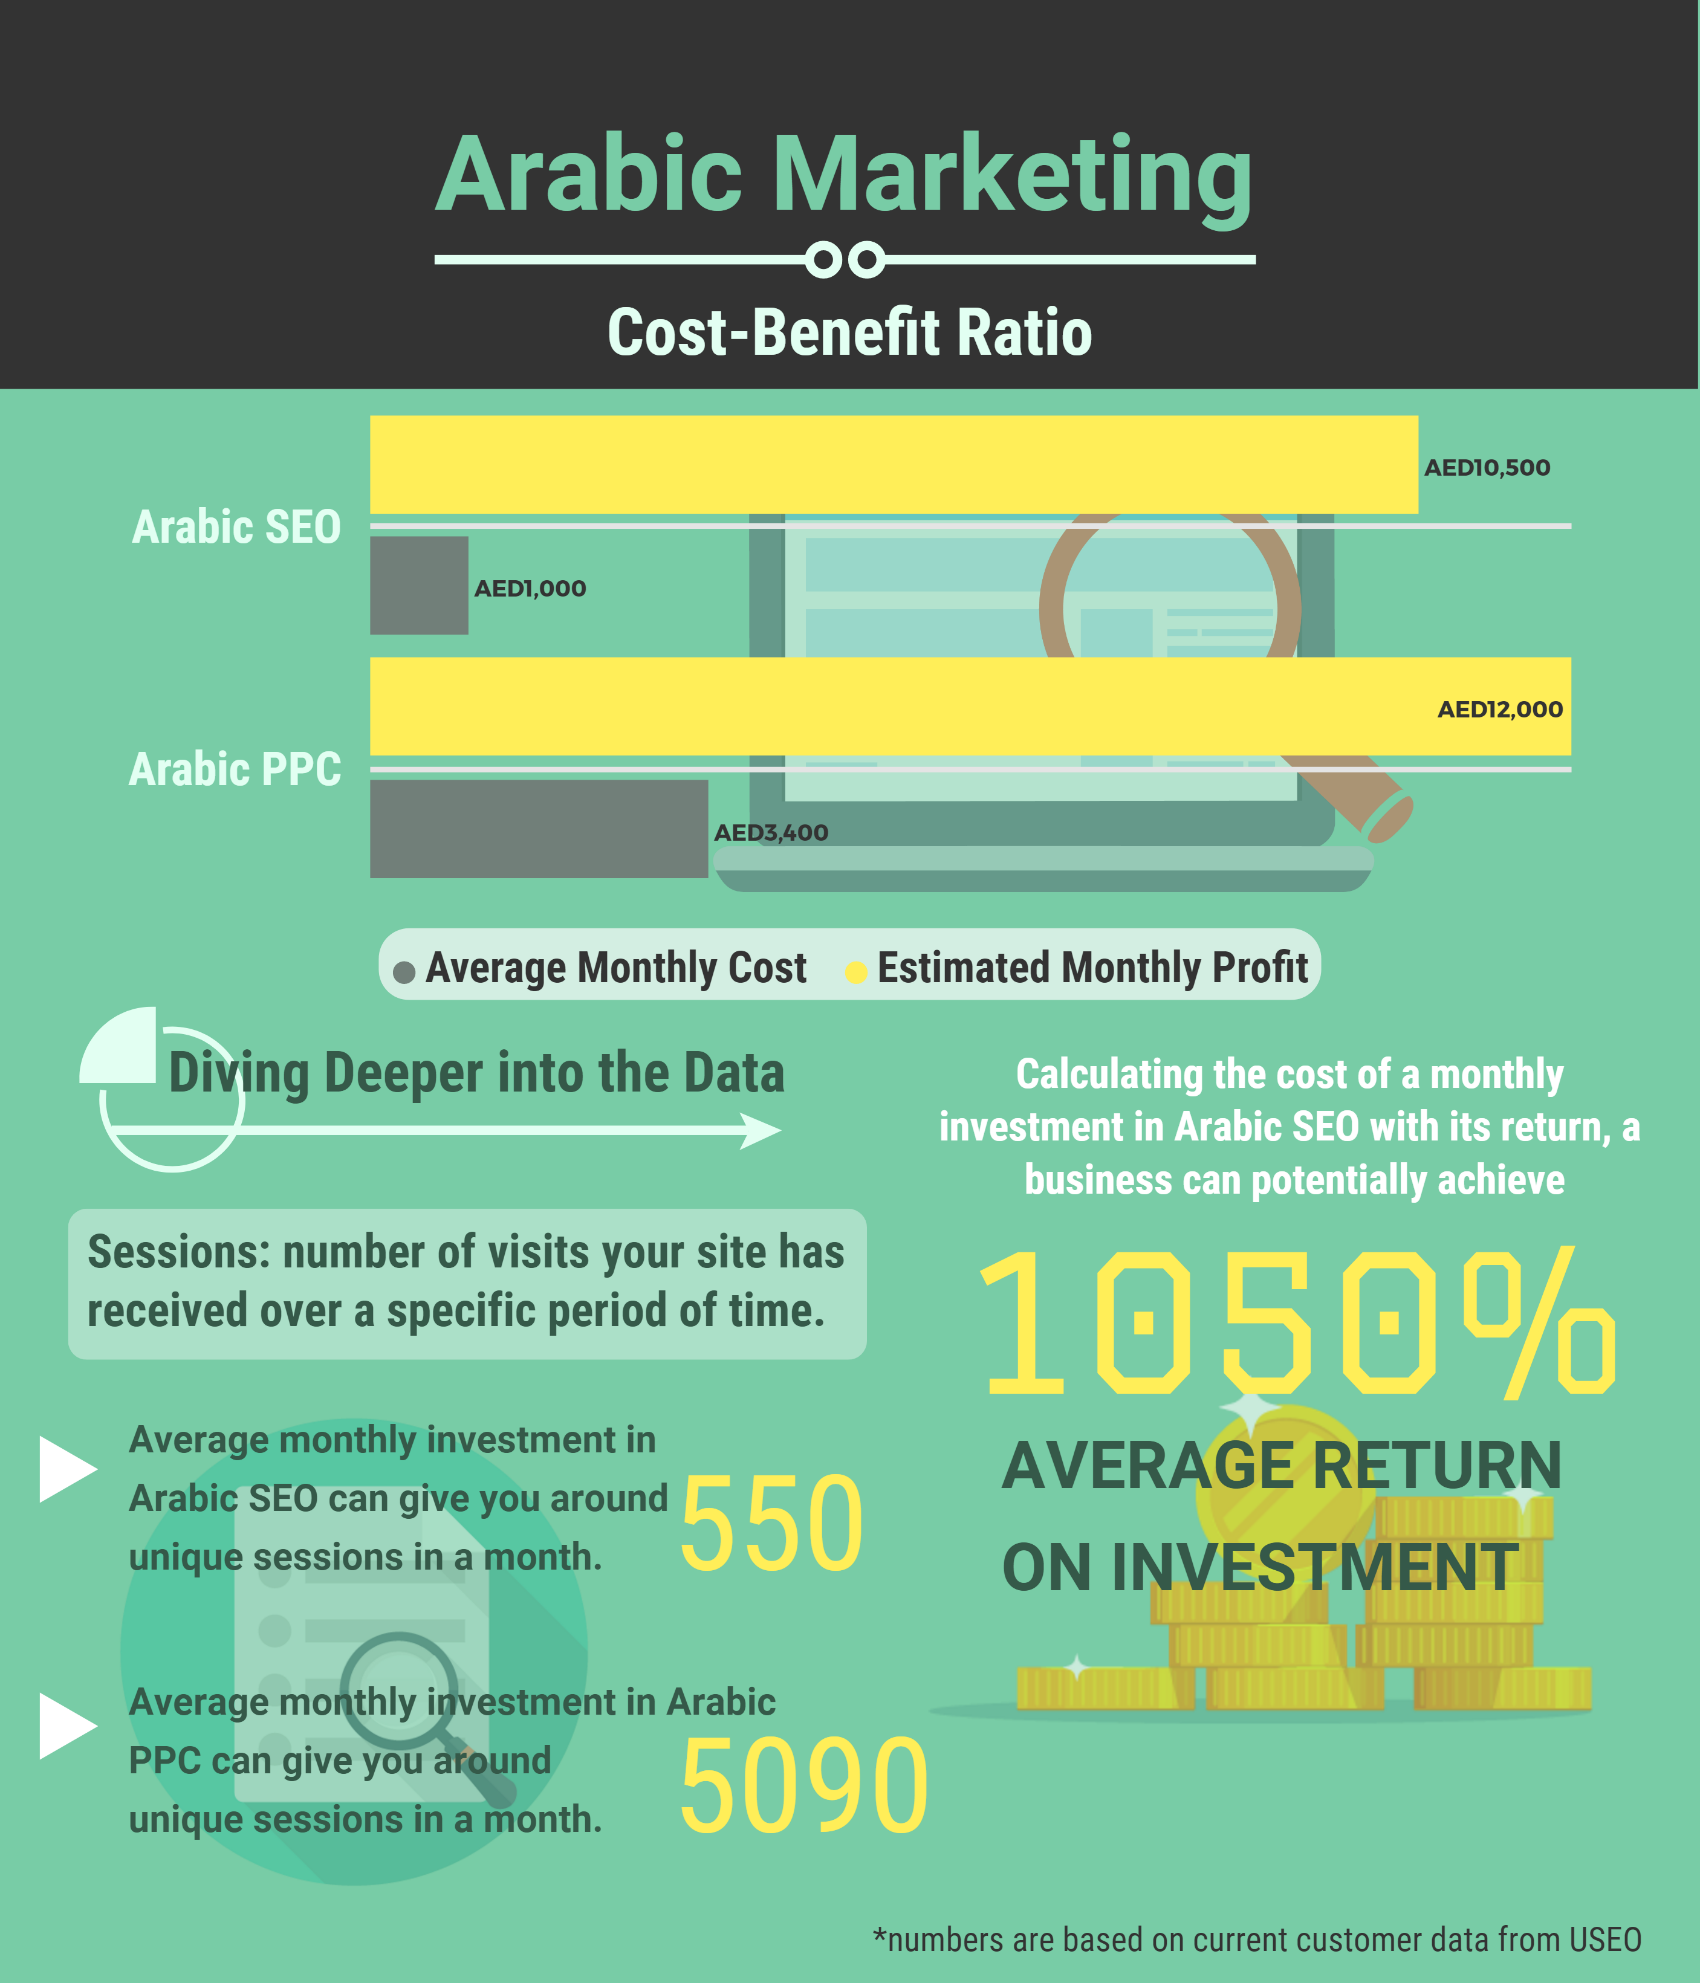 Arabic Marketing
Cost-Benefit Ratio
AED10,500
Arabic SEO
AED1,000
AED12,000
Arabic PPC
AED3,400
Average Monthly Cost
Estimated Monthly Profit
Diving Deeper into the Data
Sessions: number of visits your site has
received over a specific period of time.
Average monthly investment in
Arabic SEO can give you around
unique sessions in a month.
550
Average monthly investment in Arabic
PPC can give you around
unique sessions in a month.
5090
Calculating the cost of a monthly
investment in Arabic SEO with its return, a
business can potentially achieve
1050%
AVERAGE RETURN
ON INVESTMENT
*numbers are based on current customer data from USEO